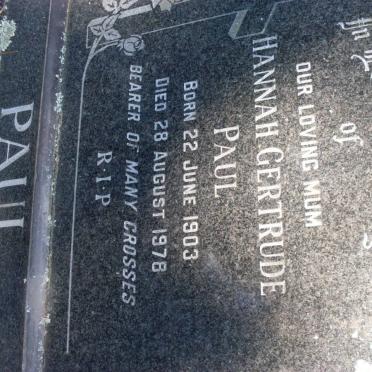 of
OUR LOVING MUM
HANNAH GERTRUDE
PAUL
BORN 22 JUNE 1903
DIED 28 AUGUST 1978
BEARER OF MANY CROSSES
R.I.P
PAUL